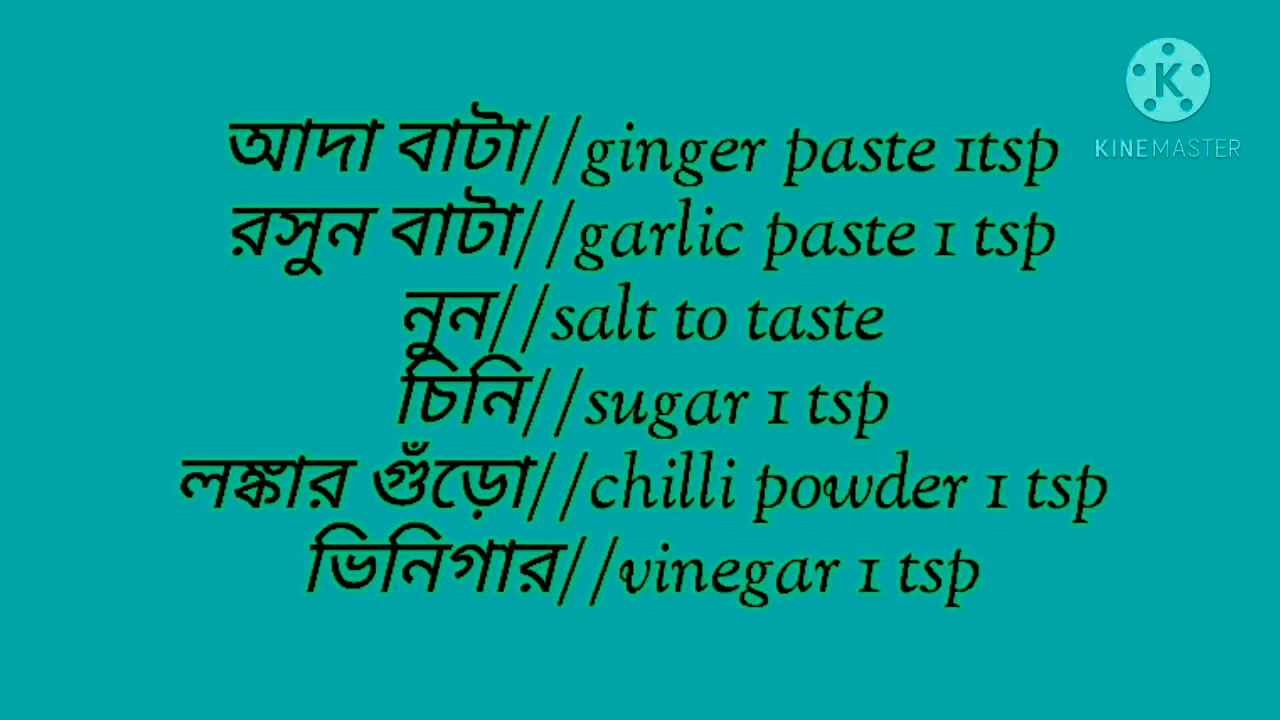 আদা বাটা//ginger paste 1tsp
রসুন বাটা//garlic paste 1 tsp
নুন//salt to taste
চিনি//sugar 1 tsp
লঙ্কার গুঁড়ো//chilli powder 1 tsp
ভিনিগার//vinegar 1 tsp
K
KINEMASTER